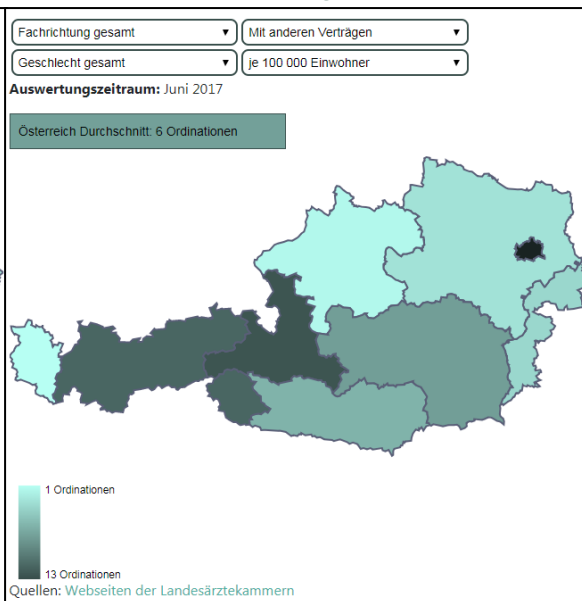 Fachrichtung gesamt
Mit anderen Verträgen
Geschlecht gesamt
je 100 000 Einwohner
Auswertungszeitraum: Juni 2017
Österreich Durchschnitt: 6 Ordinationen
1 Ordinationen
13 Ordinationen
Quellen: Webseiten der Landesärztekammern